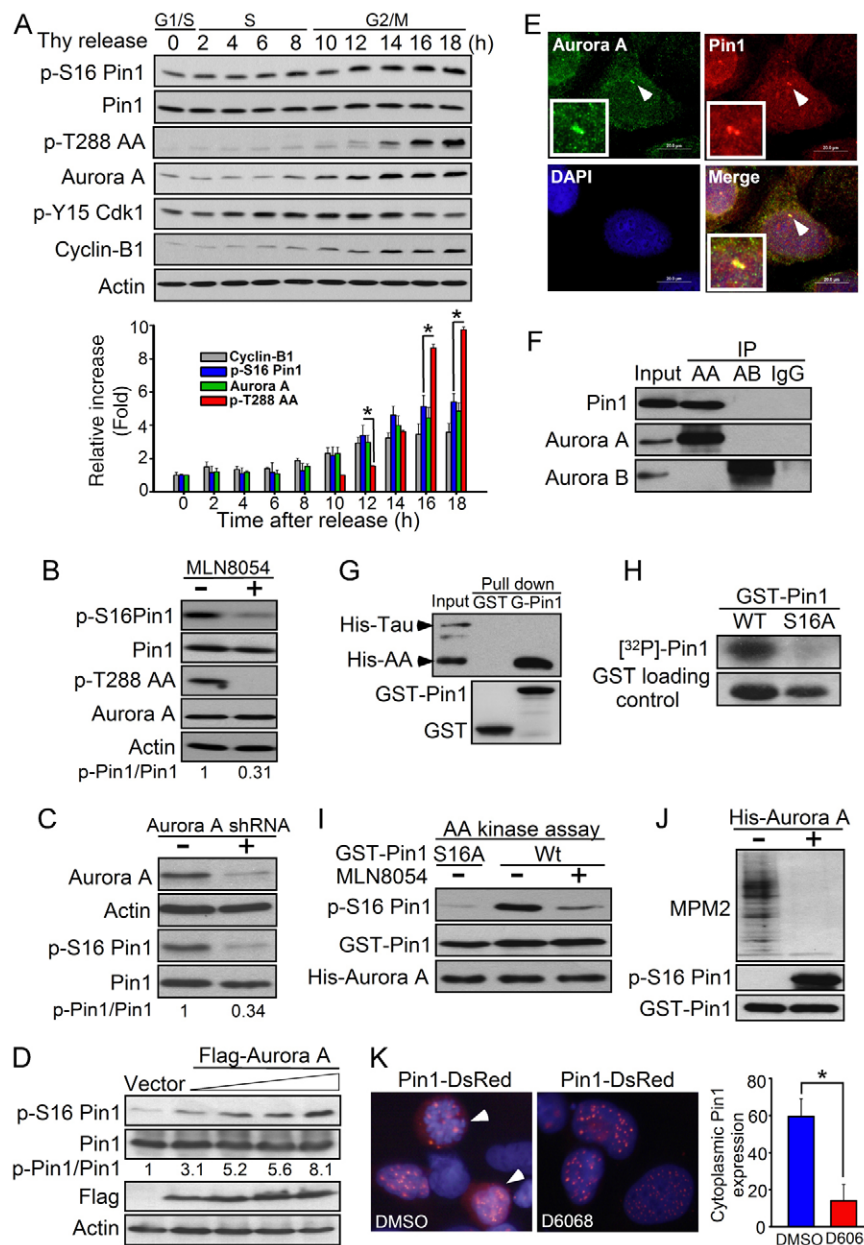 A
G1/S S G2/M
Thy release 0 2 4 6 8 10 12 14 16 18 (h)
p-S16 Pin1
Pin1
p-T288 AA
Aurora A
p-Y15 Cdk1
Cyclin-B1
Actin
Relative increase
(Fold)
10
8
6
4
2
0
Cyclin-B1
p-S16 Pin1
Aurora A
p-T288 AA
* * *
0 2 4 6 8 10 12 14 16 18
Time after release (h)
B
MLN8054
− +
p-S16Pin1
Pin1
p-T288 AA
Aurora A
Actin
p-Pin1/Pin1 1 0.31
C
Aurora A shRNA
− +
Aurora A
Actin
p-S16 Pin1
Pin1
p-Pin1/Pin1 1 0.34
D
Flag-Aurora A
Vector
p-S16 Pin1
Pin1
p-Pin1/Pin1 1 3.1 5.2 5.6 8.1
Flag
Actin
E
Aurora A
Pin1
DAPI
Merge
F
IP
Input AA AB IgG
Pin1
Aurora A
Aurora B
G
Pull down
Input GST G-Pin1
His-Tau
His-AA
GST-Pin1
GST
H
GST-Pin1
WT S16A
[³²P]-Pin1
GST loading
control
I
AA kinase assay
GST-Pin1 S16A Wt
MLN8054 − − +
p-S16 Pin1
GST-Pin1
His-Aurora A
J
His-Aurora A
− +
MPM2
p-S16 Pin1
GST-Pin1
K
Pin1-DsRed
Pin1-DsRed
DMSO
D6068
Cytoplasmic Pin1
expression
80
60
40
20
0
*
DMSO D606